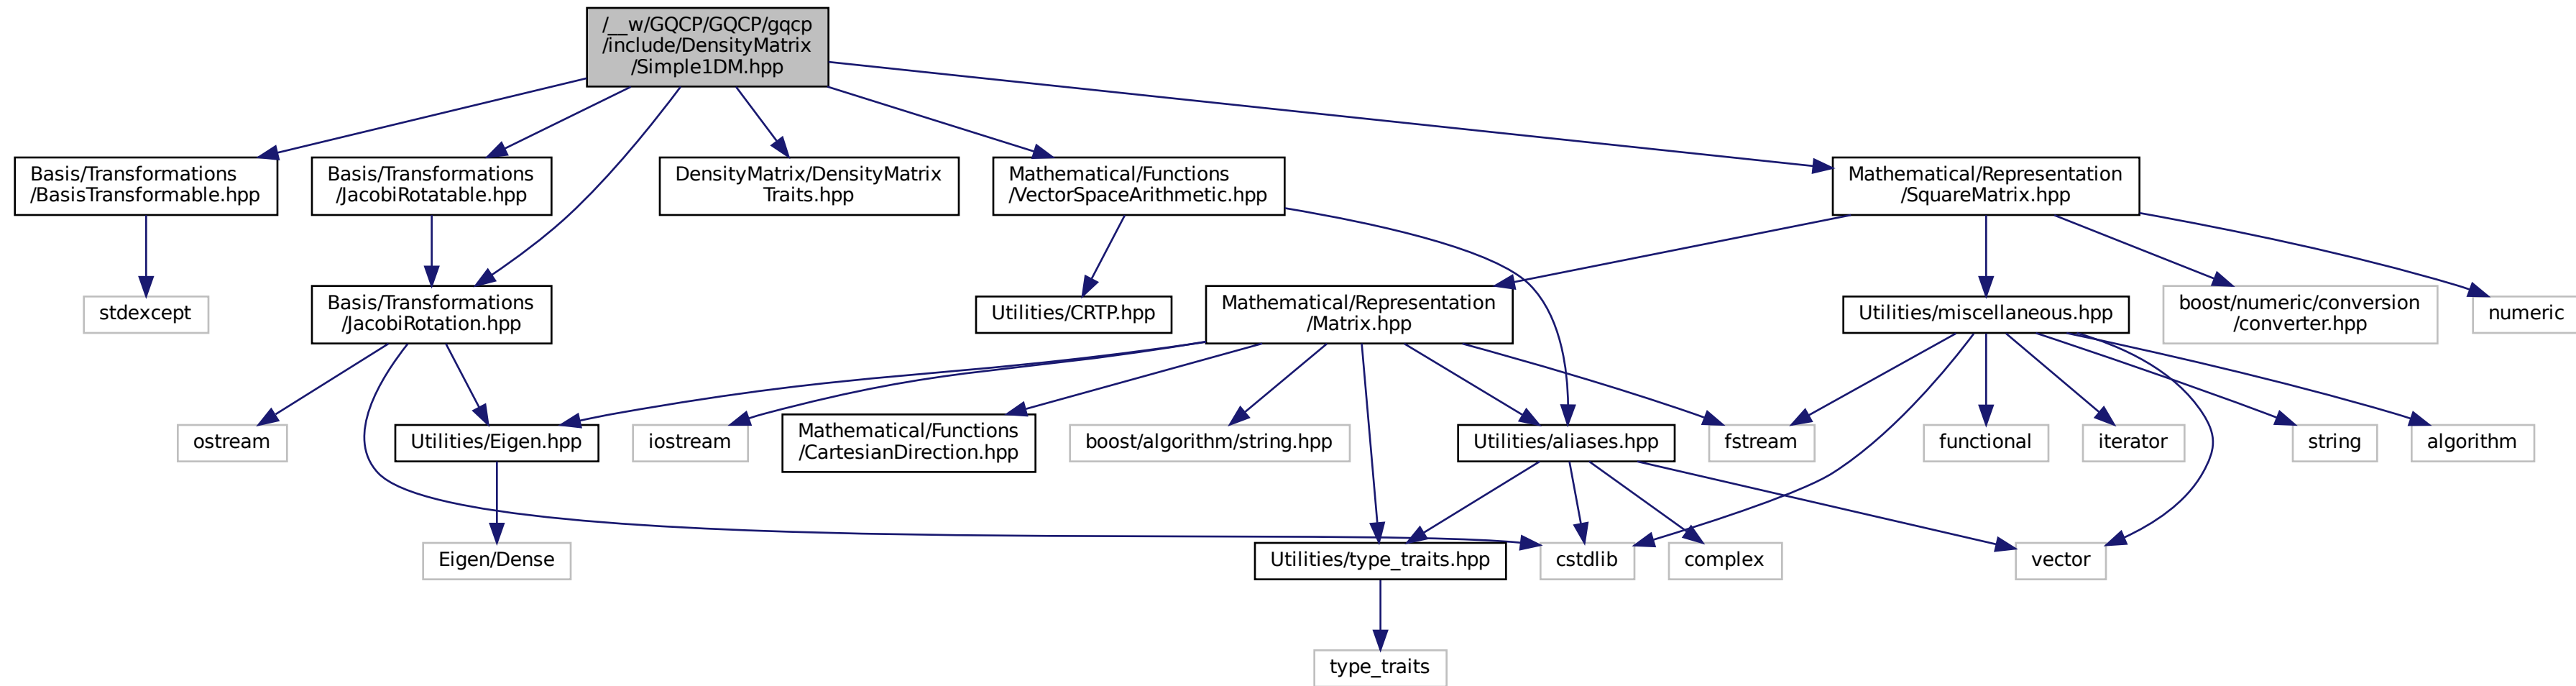 /__w/GQCP/GQCP/gqcp
/include/DensityMatrix
/Simple1DM.hpp
Basis/Transformations
/BasisTransformable.hpp
Basis/Transformations
/JacobiRotatable.hpp
DensityMatrix/DensityMatrix
Traits.hpp
Mathematical/Functions
/VectorSpaceArithmetic.hpp
Mathematical/Representation
/SquareMatrix.hpp
stdexcept
Basis/Transformations
/JacobiRotation.hpp
Utilities/CRTP.hpp
Mathematical/Representation
/Matrix.hpp
Utilities/miscellaneous.hpp
boost/numeric/conversion
/converter.hpp
numeric
ostream
Utilities/Eigen.hpp
iostream
Mathematical/Functions
/CartesianDirection.hpp
boost/algorithm/string.hpp
Utilities/aliases.hpp
fstream
functional
iterator
string
algorithm
Eigen/Dense
Utilities/type_traits.hpp
cstdlib
complex
vector
type_traits